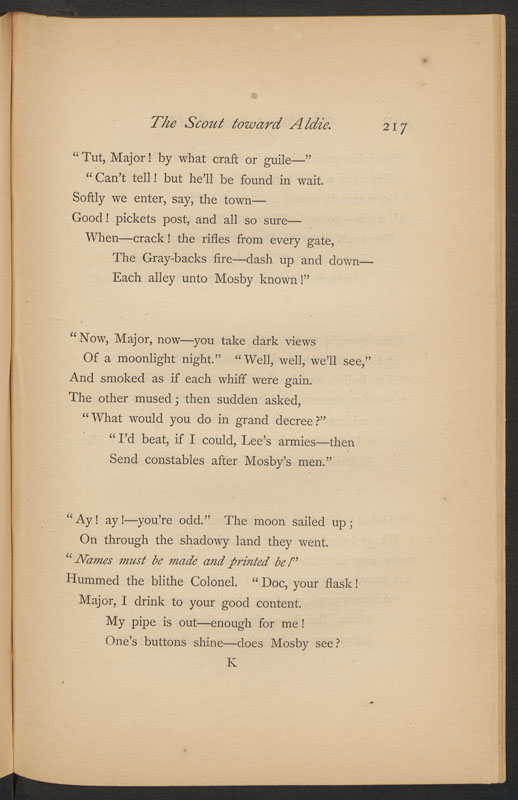 The Scout toward Aldie. 217
“Tut, Major! by what craft or guile—”
“Can’t tell! but he’ll be found in wait.
Softly we enter, say, the town—
Good! pickets post, and all so sure—
When—crack! the rifles from every gate,
The Gray-backs fire—dash up and down—
Each alley unto Mosby known!”
“Now, Major, now—you take dark views
Of a moonlight night.” “Well, well, we’ll see,”
And smoked as if each whiff were gain.
The other mused; then sudden asked,
“What would you do in grand decree?”
“I’d beat, if I could, Lee’s armies—then
Send constables after Mosby’s men.”
“Ay! ay!—you’re odd.” The moon sailed up;
On through the shadowy land they went.
“Names must be made and printed be!”
Hummed the blithe Colonel. “Doc, your flask!
Major, I drink to your good content.
My pipe is out—enough for me!
One’s buttons shine—does Mosby see?
K